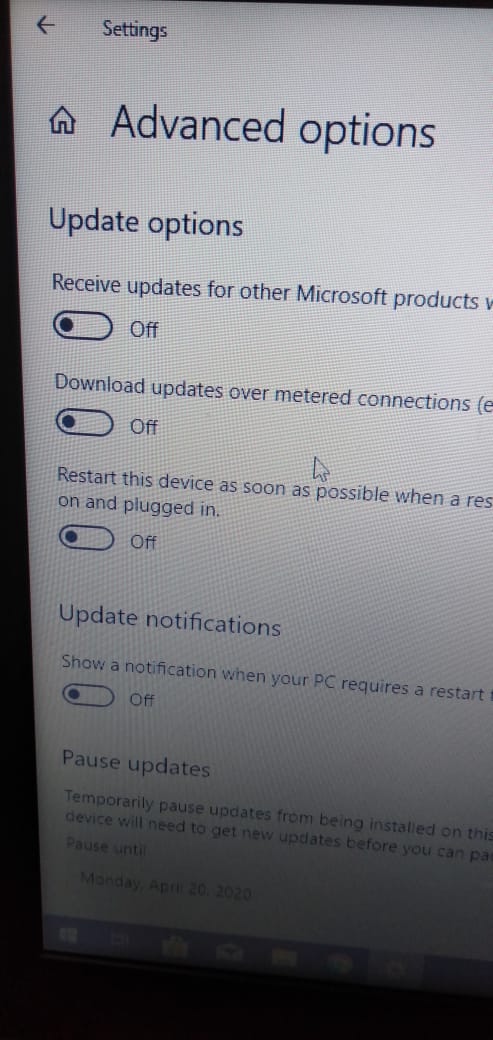 Settings
Advanced options
Update options
Receive updates for other Microsoft products
Off
Download updates over metered connections (e
Off
Restart this device as soon as possible when a res
on and plugged in.
Off
Update notifications
Show a notification when your PC requires a restart
Off
Pause updates
Temporarily pause updates from being installed on this
device will need to get new updates before you can pa
Pause until
Monday, April 20, 2020